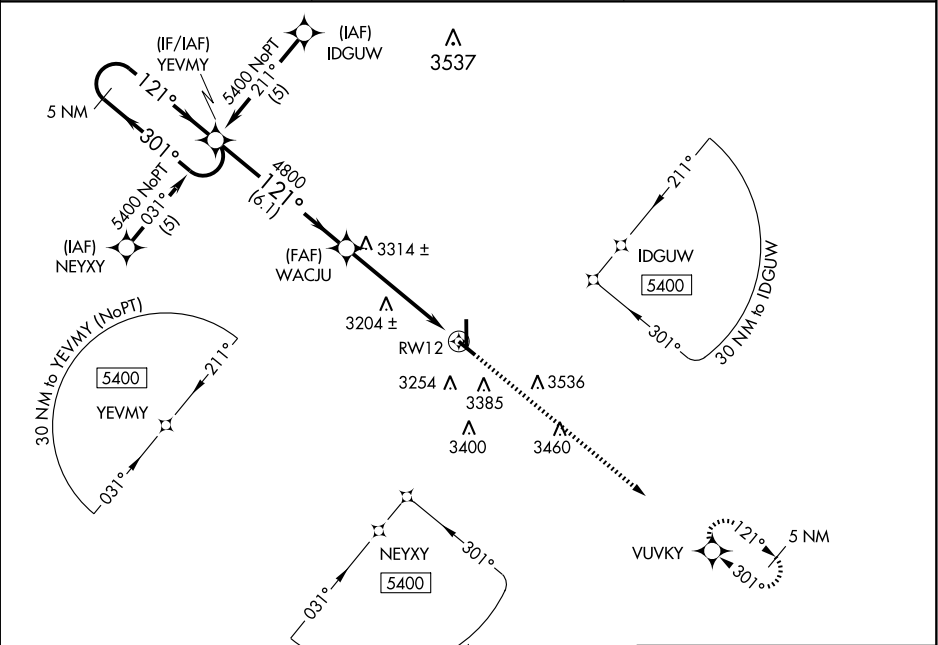 (IF/IAF)
YEVMY
(IAF)
IDGUW
3537
5400 NoPT
211°
(5)
121°
5 NM
301°
5400 NoPT
031°
(5)
(IAF)
NEYXY
4800
121°
(6.1)
(FAF)
WACJU
3314 ±
3204 ±
RW12
3254
3385
3536
3400
3460
211°
IDGUW
5400
301°
30 NM to IDGUW
30 NM to YEVMY (NoPT)
5400
211°
YEVMY
031°
NEYXY
5400
301°
031°
VUVKY
121°
5 NM
301°